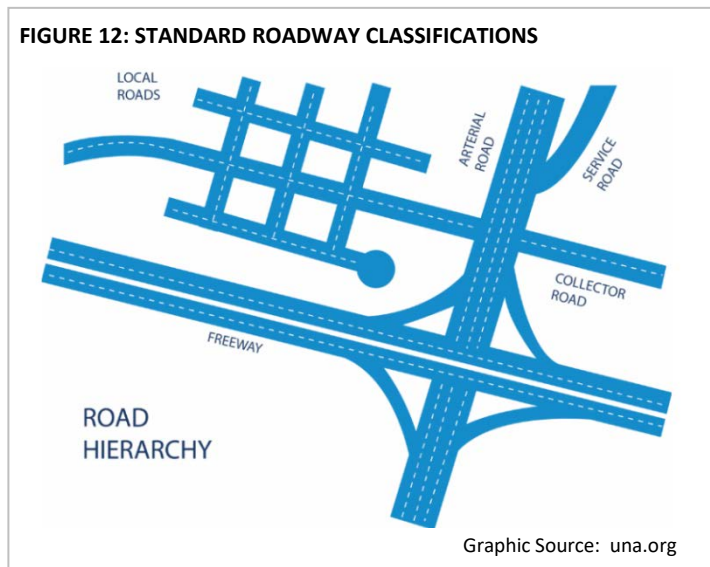 FIGURE 12: STANDARD ROADWAY CLASSIFICATIONS
LOCAL
ROADS
ARTERIAL
ROAD
SERVICE
ROAD
COLLECTOR
ROAD
FREEWAY
ROAD
HIERARCHY
Graphic Source: una.org